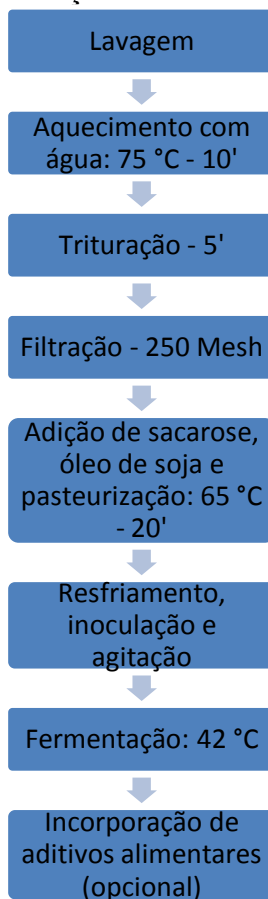 Lavagem
Aquecimento com
água: 75 °C - 10'
Trituração - 5'
Filtração - 250 Mesh
Adição de sacarose,
óleo de soja e
pasteurização: 65 °C
- 20'
Resfriamento,
inoculação e
agitação
Fermentação: 42 °C
Incorporação de
aditivos alimentares
(opcional)